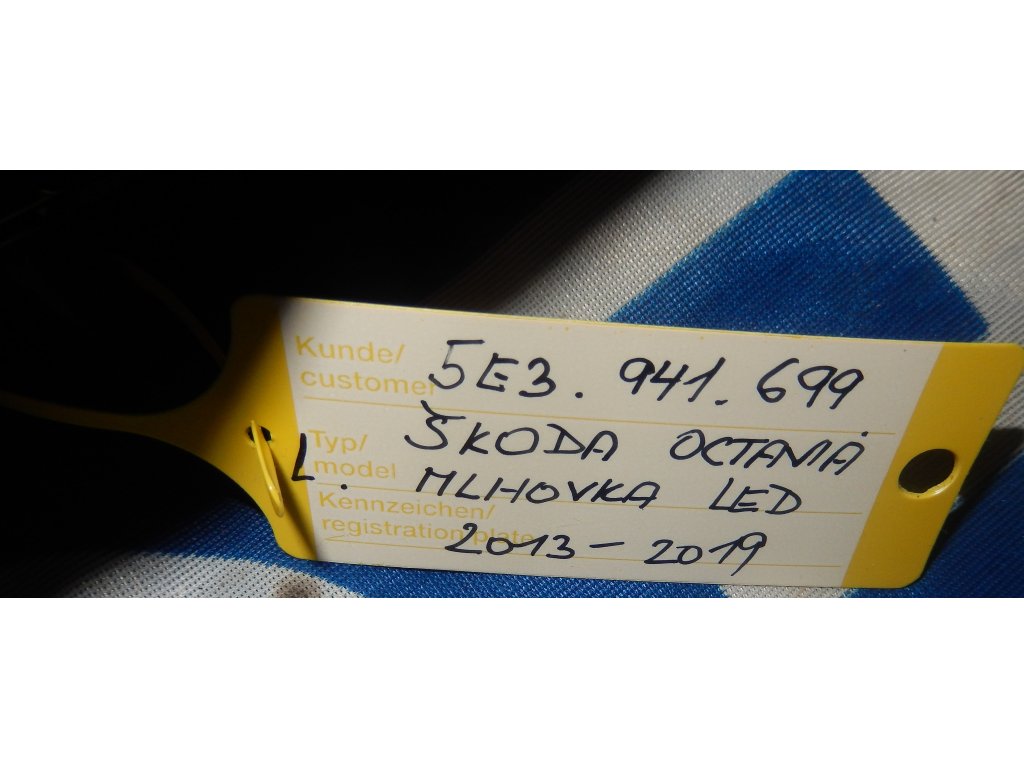 Kunde/
customer 5E3. 941. 699
Typ/ ŠKODA OCTAVIA
L. model MLHOVKA LED
Kennzeichen/
registration plate 2013-2019